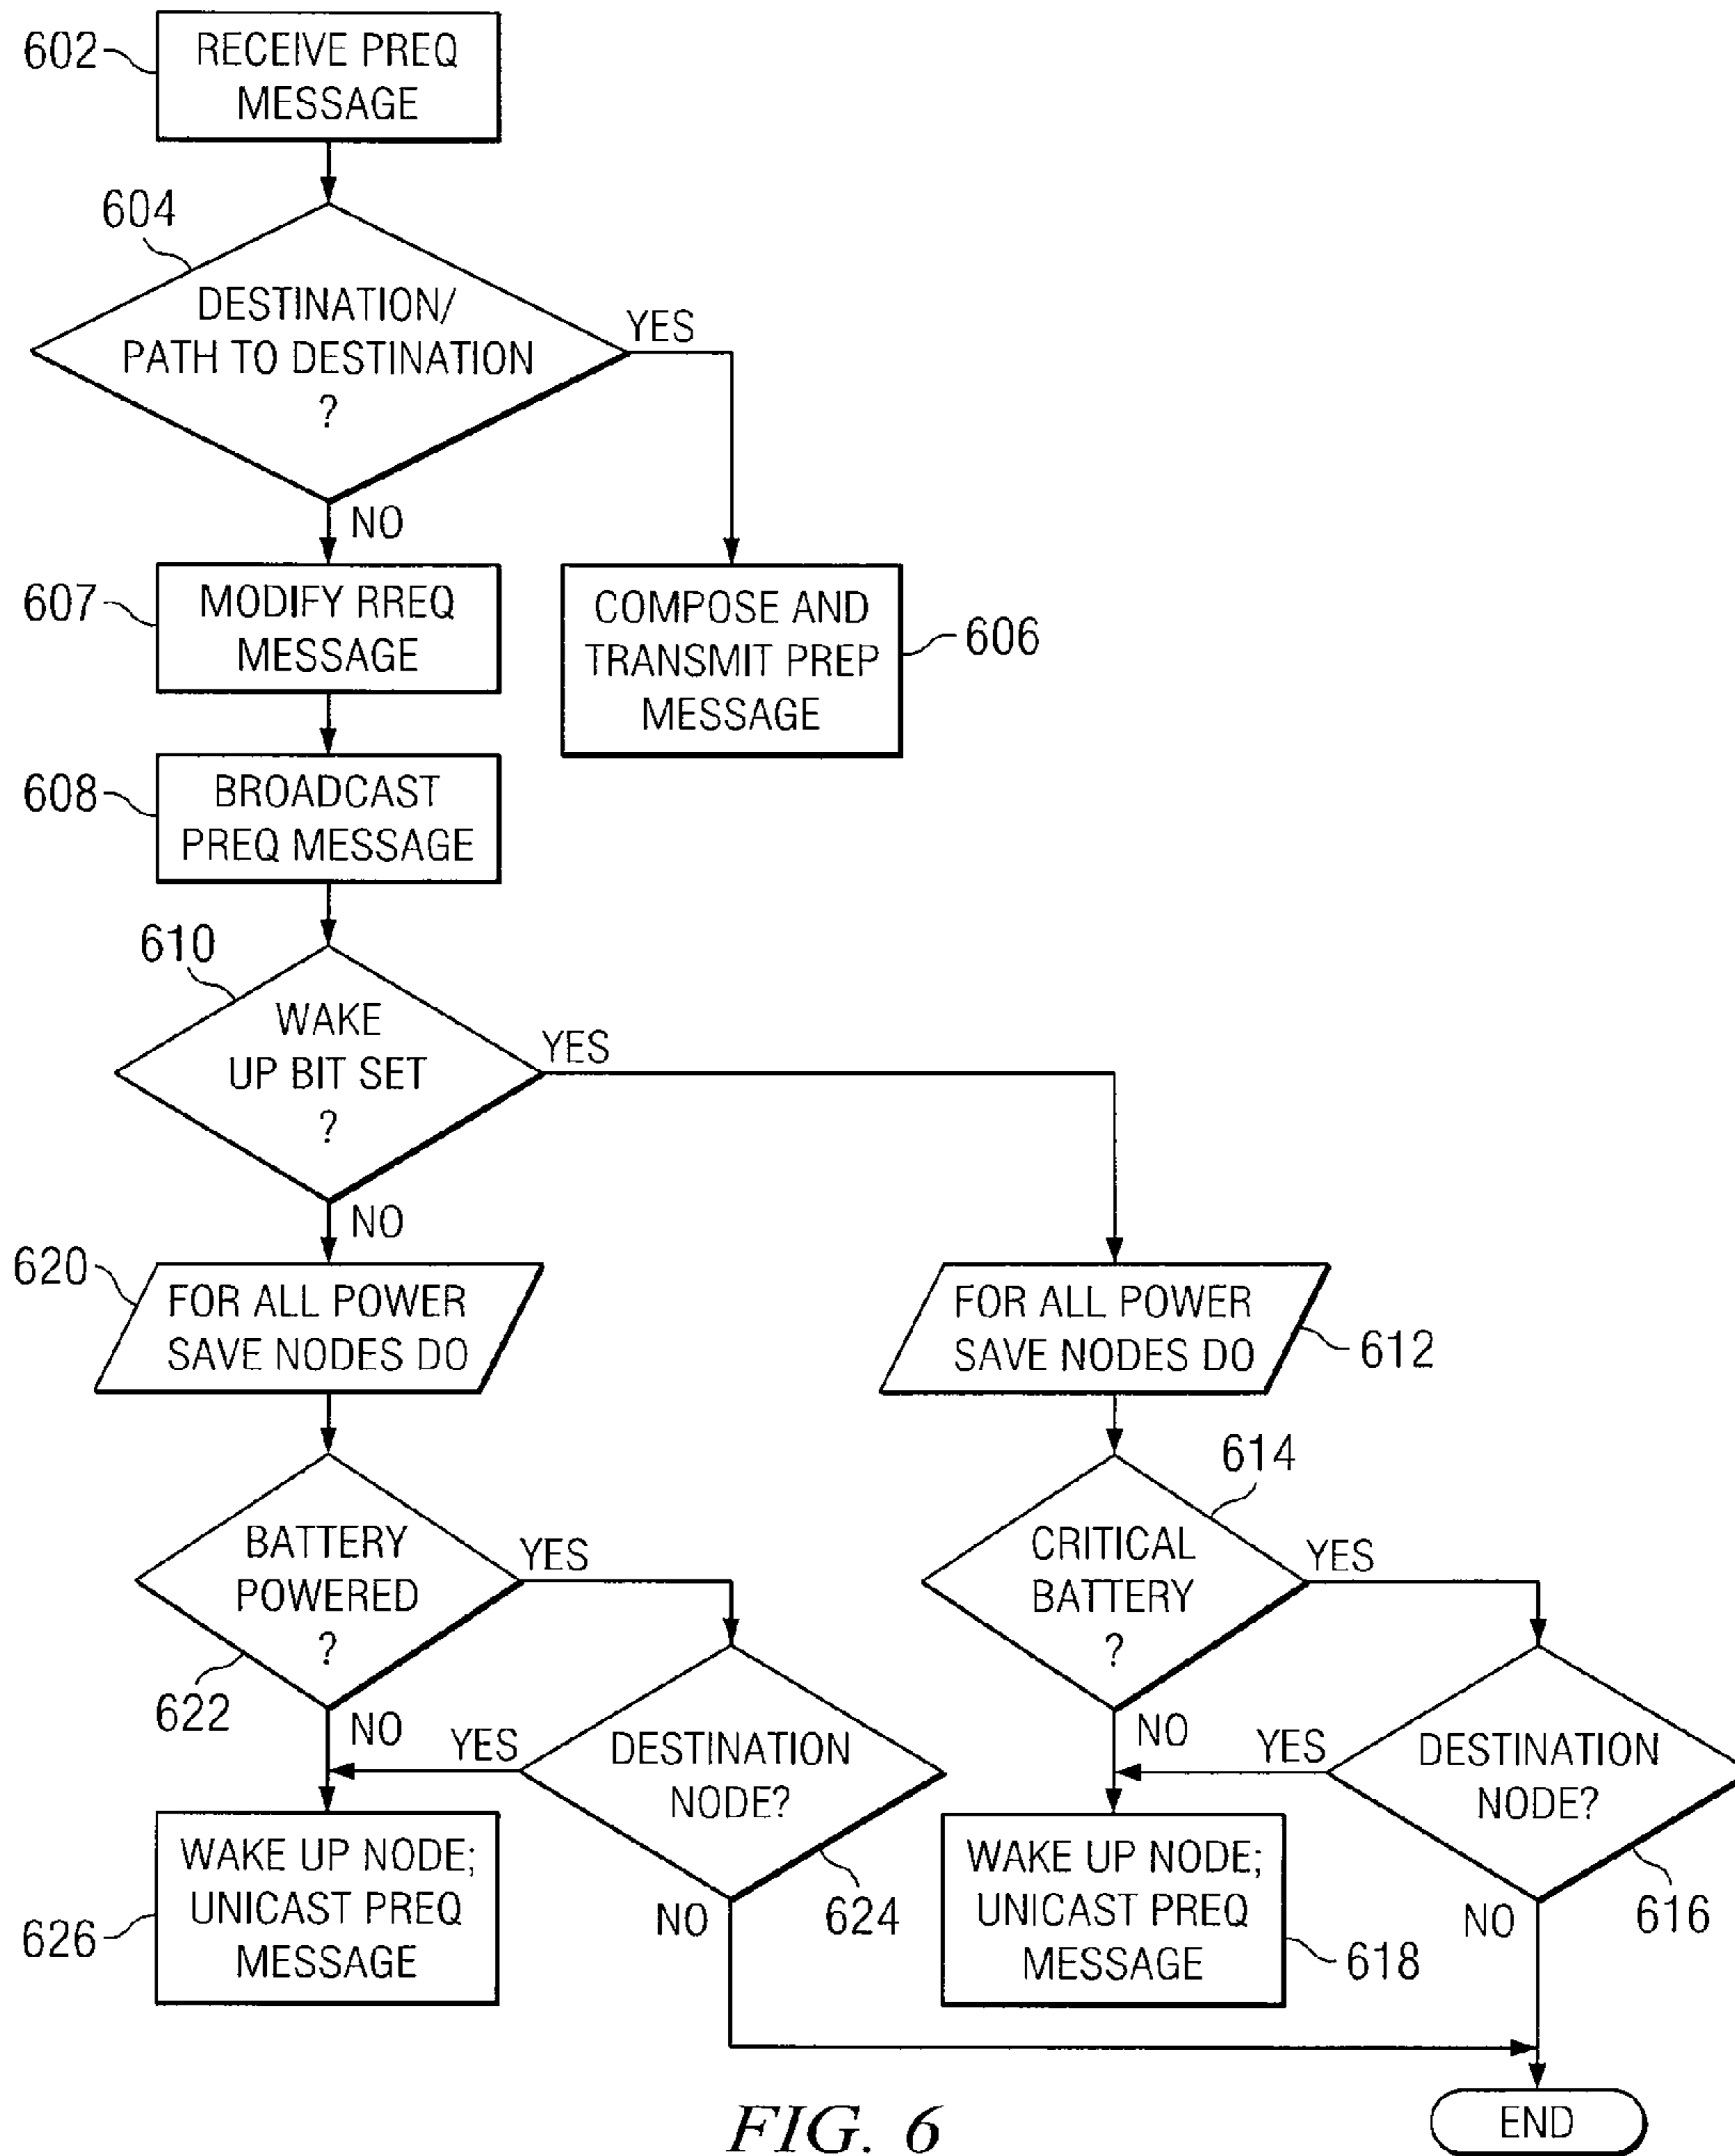 602
RECEIVE PREQ
MESSAGE
604
DESTINATION/
PATH TO DESTINATION
?
YES
NO
607
MODIFY RREQ
MESSAGE
COMPOSE AND
TRANSMIT PREP
MESSAGE
606
608
BROADCAST
PREQ MESSAGE
610
WAKE
UP BIT SET
?
YES
NO
620
FOR ALL POWER
SAVE NODES DO
FOR ALL POWER
SAVE NODES DO
612
BATTERY
POWERED
?
YES
622
NO
614
CRITICAL
BATTERY
?
YES
NO
YES
DESTINATION
NODE?
624
NO
YES
DESTINATION
NODE?
616
NO
626
WAKE UP NODE;
UNICAST PREQ
MESSAGE
WAKE UP NODE;
UNICAST PREQ
MESSAGE
618
END
FIG. 6